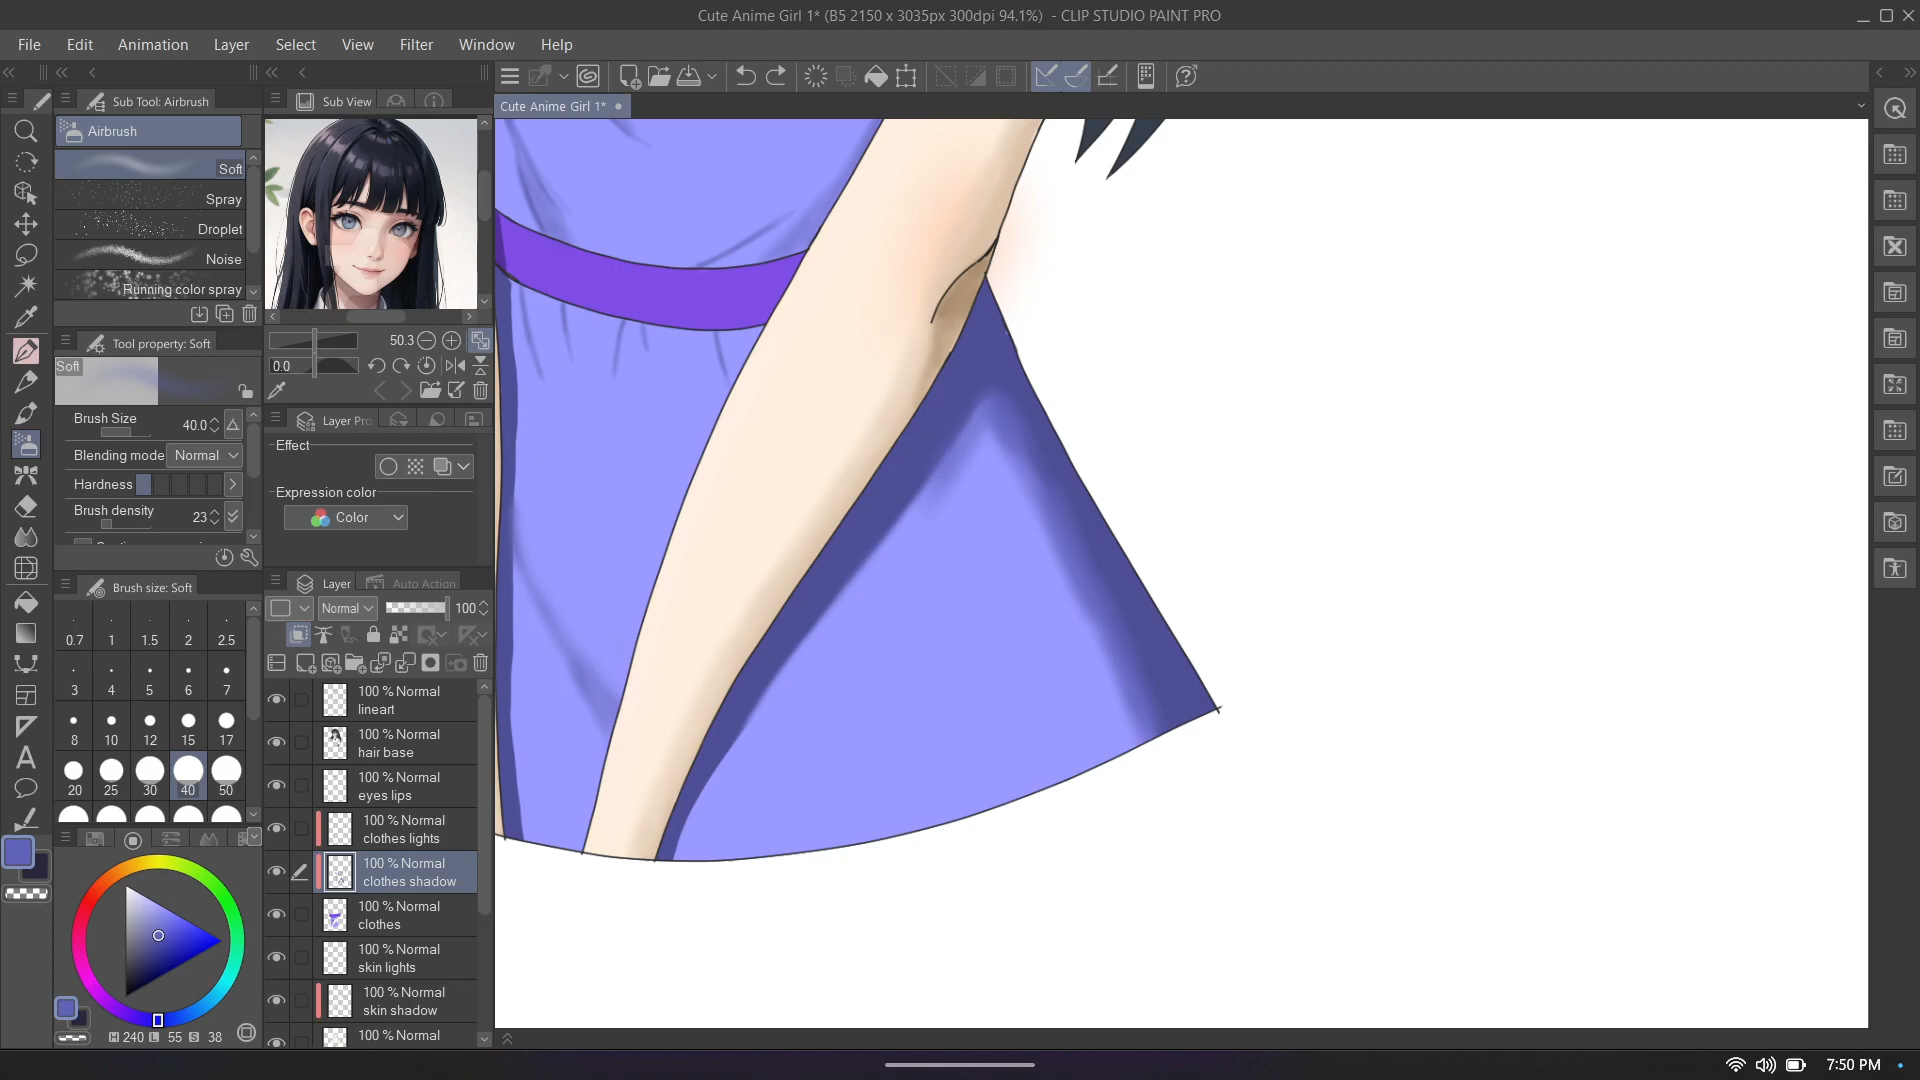 Cute Anime Girl 1* (B5 2150 x 3035px 300dpi 94.1%) - CLIP STUDIO PAINT PRO
File Edit Animation Layer Select View Filter Window Help
Sub Tool: Airbrush
Sub View
Cute Anime Girl 1*
Airbrush
Soft
Spray
Droplet
Noise
Running color spray
Tool property: Soft
50.3
0.0
Soft
Brush Size 40.0
Blending mode Normal
Hardness
Brush density 23
Layer Pro
Effect
Expression color
Color
Brush size: Soft
Layer
Auto Action
Normal 100
0.7 1 1.5 2 2.5
3 4 5 6 7
8 10 12 15 17
20 25 30 40 50
100 % Normal
lineart
100 % Normal
hair base
100 % Normal
eyes lips
100 % Normal
clothes lights
100 % Normal
clothes shadow
100 % Normal
clothes
100 % Normal
skin lights
100 % Normal
skin shadow
100 % Normal
H 240 L 55 S 38
7:50 PM